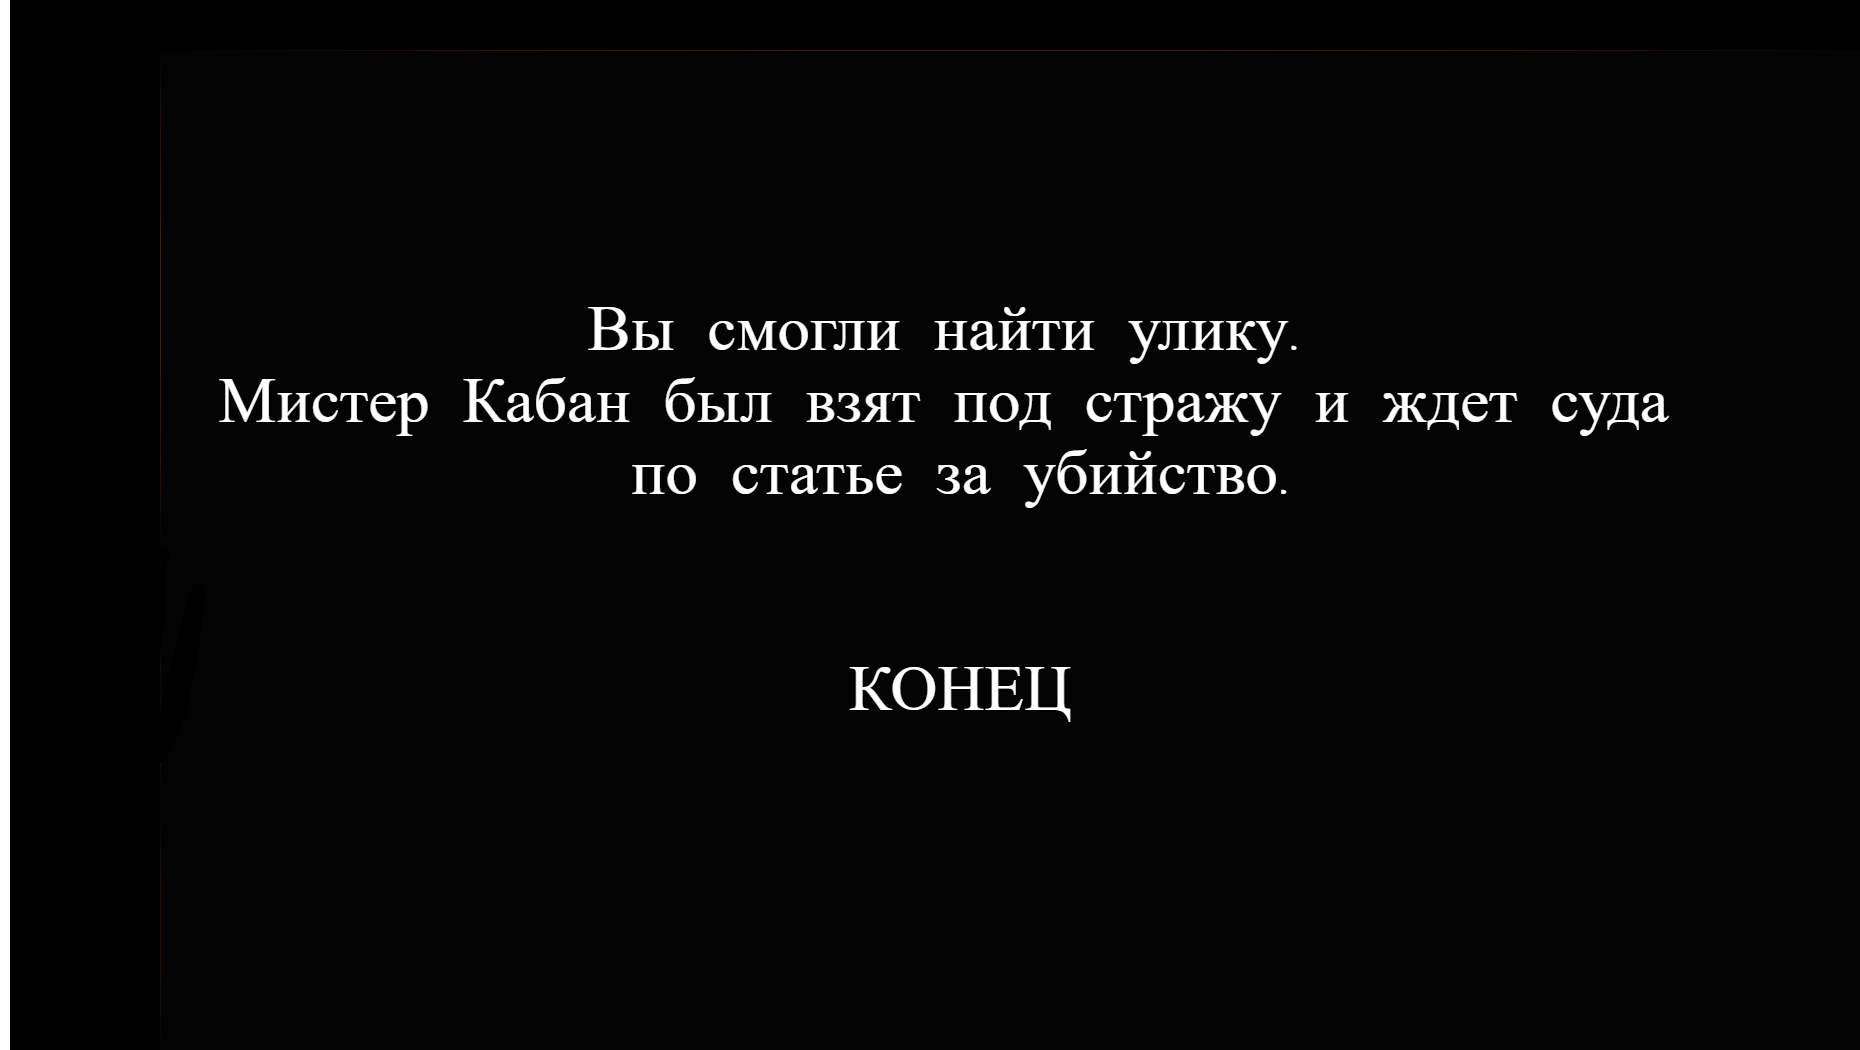 Вы смогли найти улику.
Мистер Кабан был взят под стражу и ждет суда
по статье за убийство.
КОНЕЦ